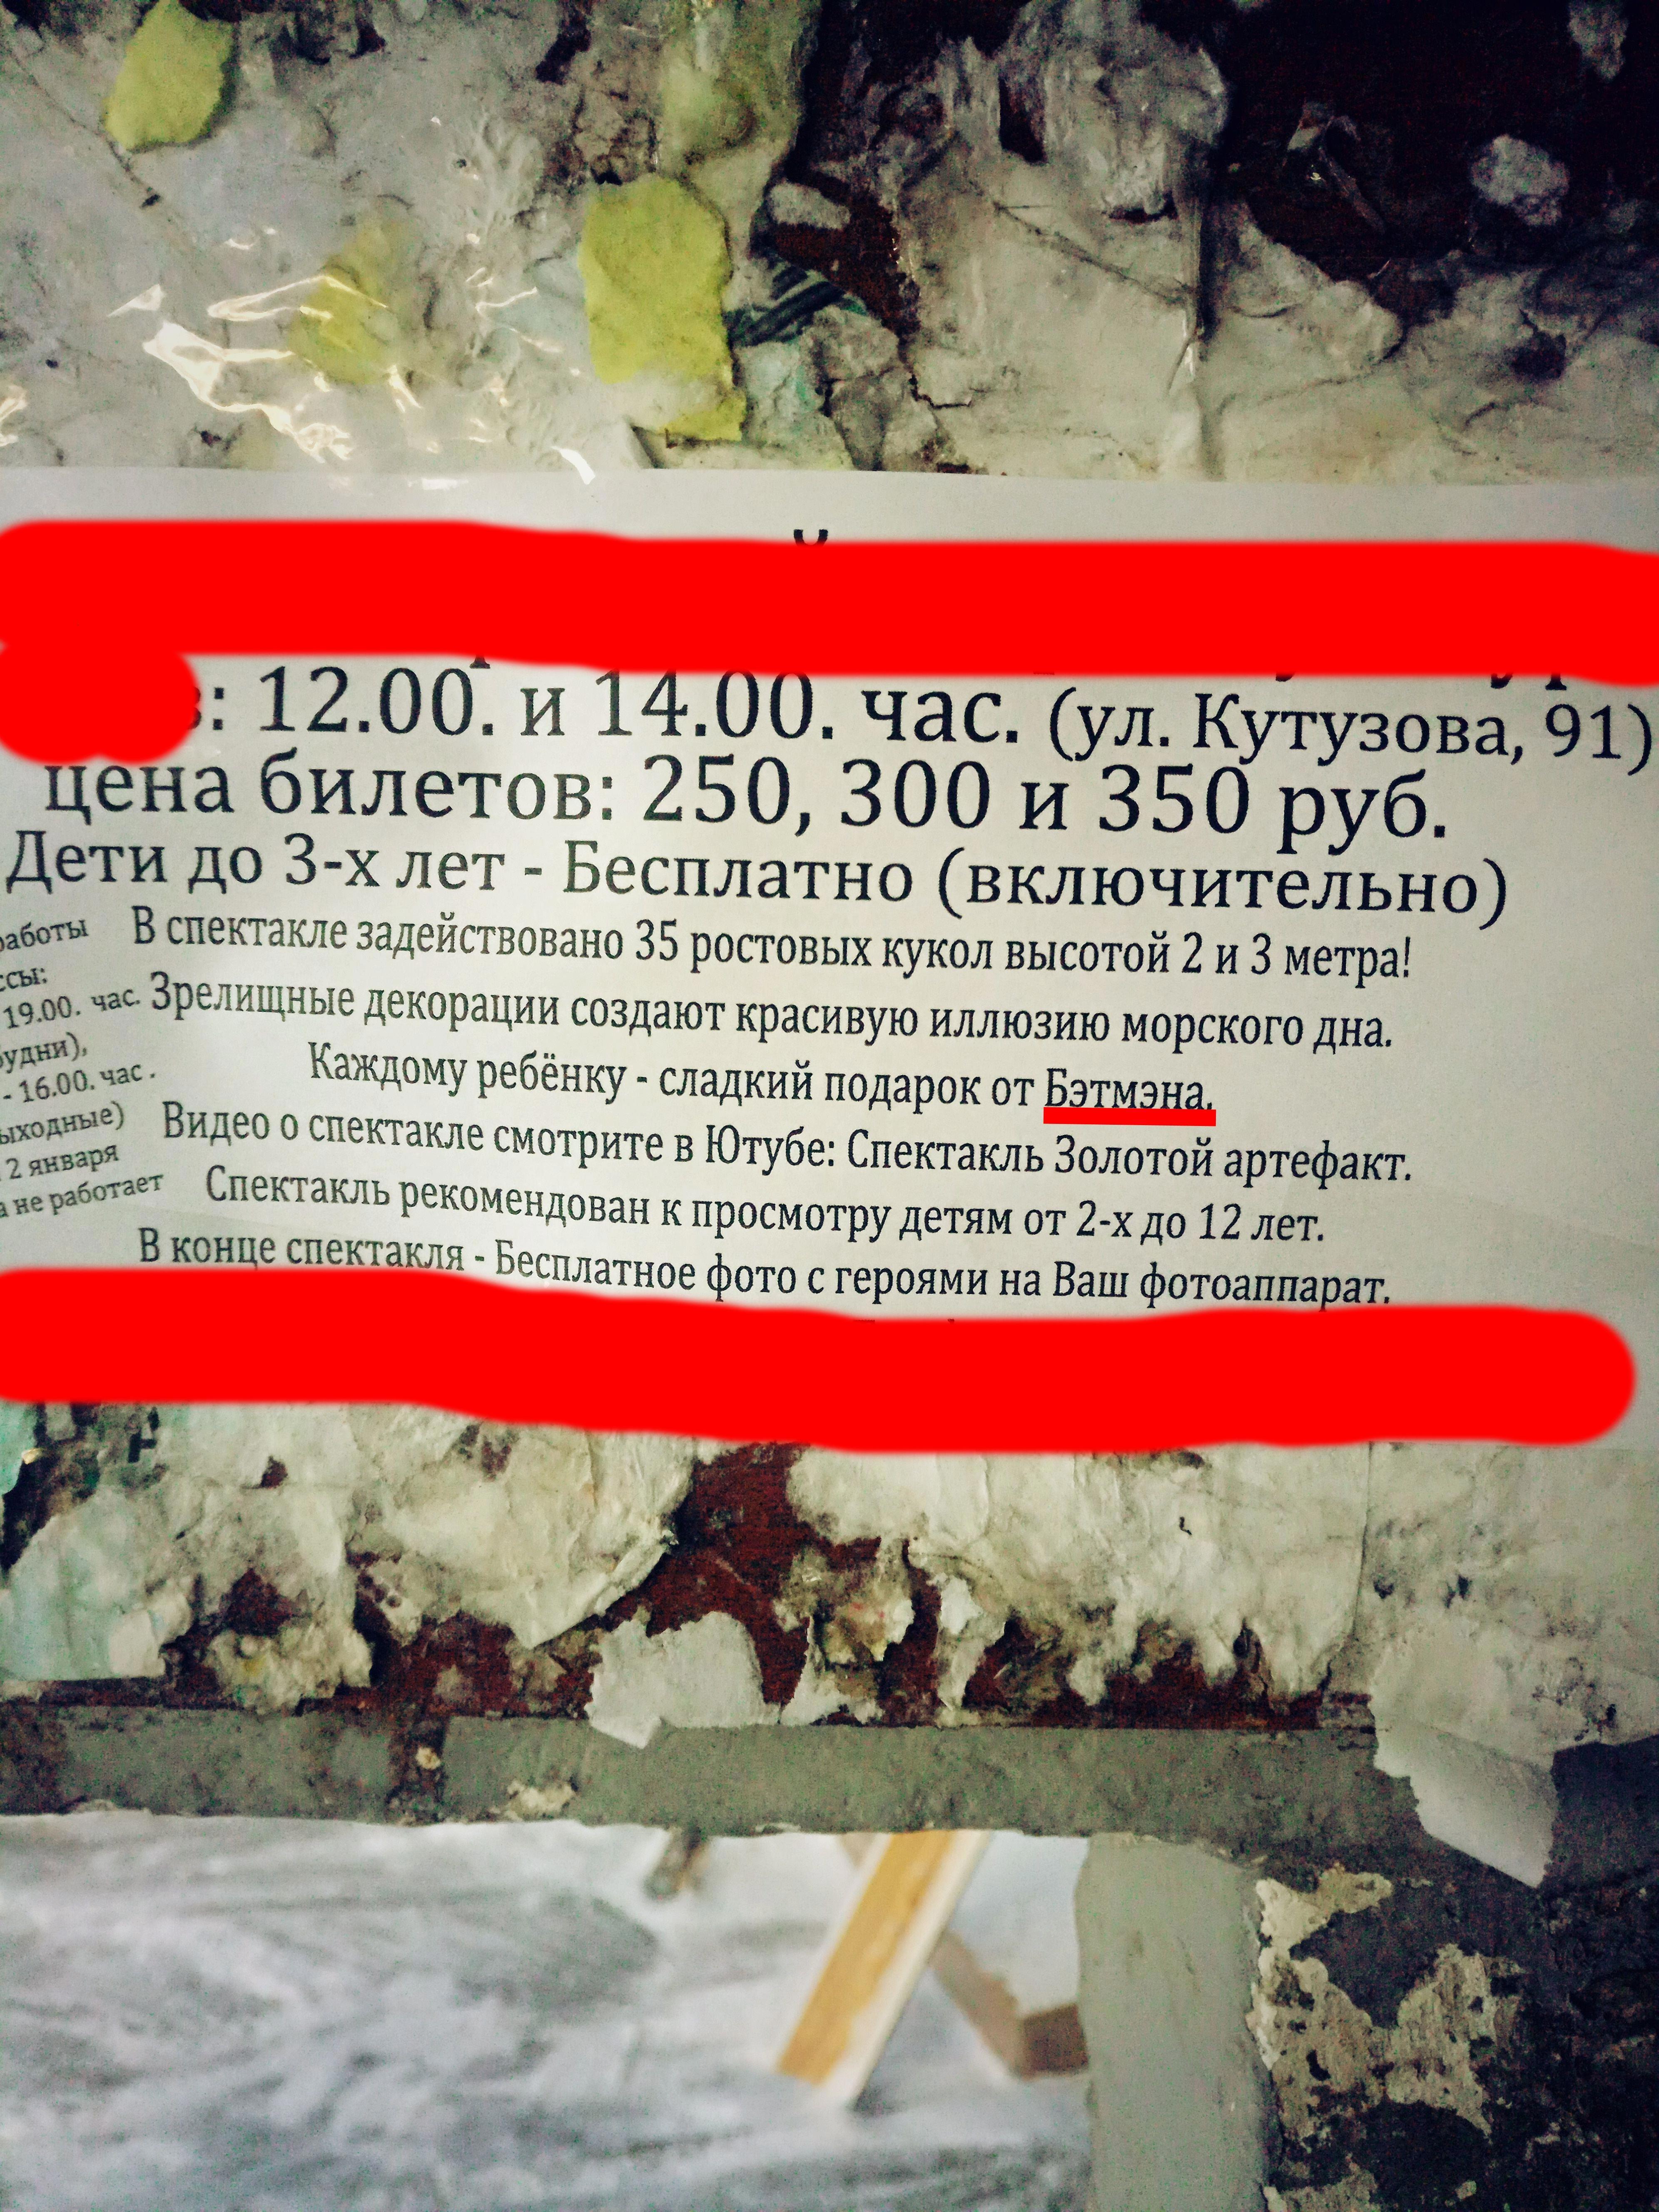 : 12.00. и 14.00. час. (ул. Кутузова, 91)
цена билетов: 250, 300 и 350 руб.
Дети до 3-х лет - Бесплатно (включительно)
В спектакле задействовано 35 ростовых кукол высотой 2 и 3 метра!
Зрелищные декорации создают красивую иллюзию морского дна.
Каждому ребёнку - сладкий подарок от Бэтмэна.
Видео о спектакле смотрите в Ютубе: Спектакль Золотой артефакт.
Спектакль рекомендован к просмотру детям от 2-х до 12 лет.
В конце спектакля - Бесплатное фото с героями на Ваш фотоаппарат.
аботы
ссы:
19.00. час.
будни),
- 16.00. час.
ыходные)
2 января
а не работает